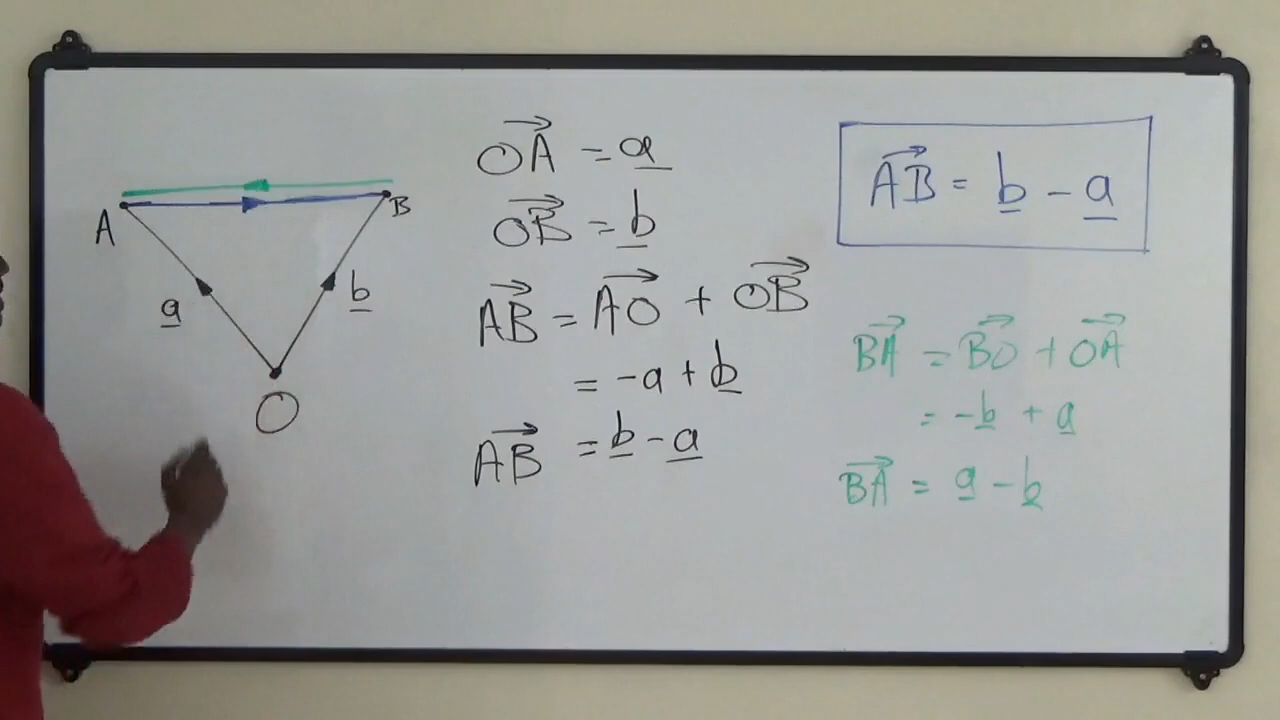 A
B
a
b
O
OA⃗ = a̲
OB⃗ = b̲
AB⃗ = AO⃗ + OB⃗
= -a + b̲
AB⃗ = b̲ - a̲
AB⃗ = b̲ - a̲
BA⃗ = BO⃗ + OA⃗
= -b̲ + a̲
BA⃗ = a̲ - b̲